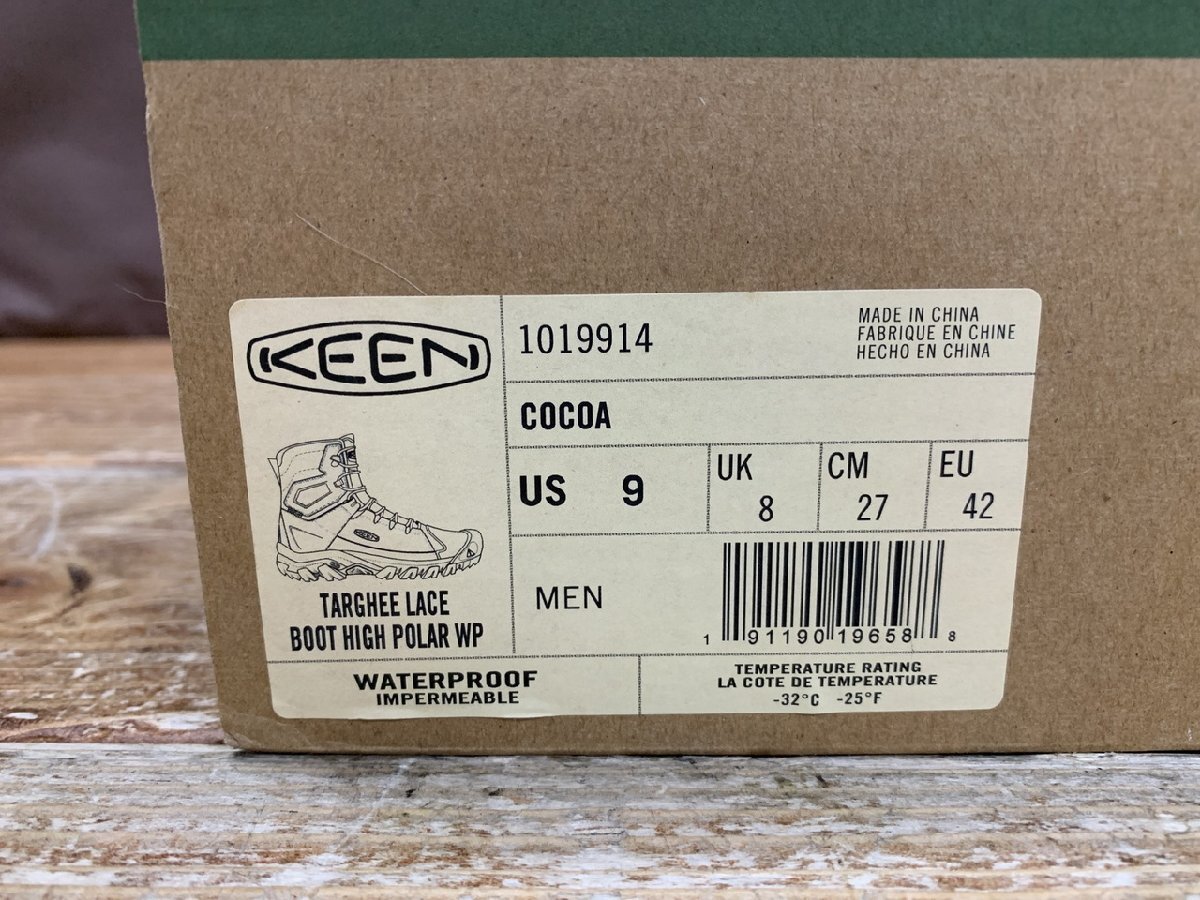 KEEN
1019914
MADE IN CHINA
FABRIQUE EN CHINE
HECHO EN CHINA
COCOA
US 9
UK 8
CM 27
EU 42
KEEN
TARGHEE LACE
BOOT HIGH POLAR WP
MEN
1 91190 19658 8
WATERPROOF
IMPERMEABLE
TEMPERATURE RATING
LA COTE DE TEMPERATURE
-32°C -25°F